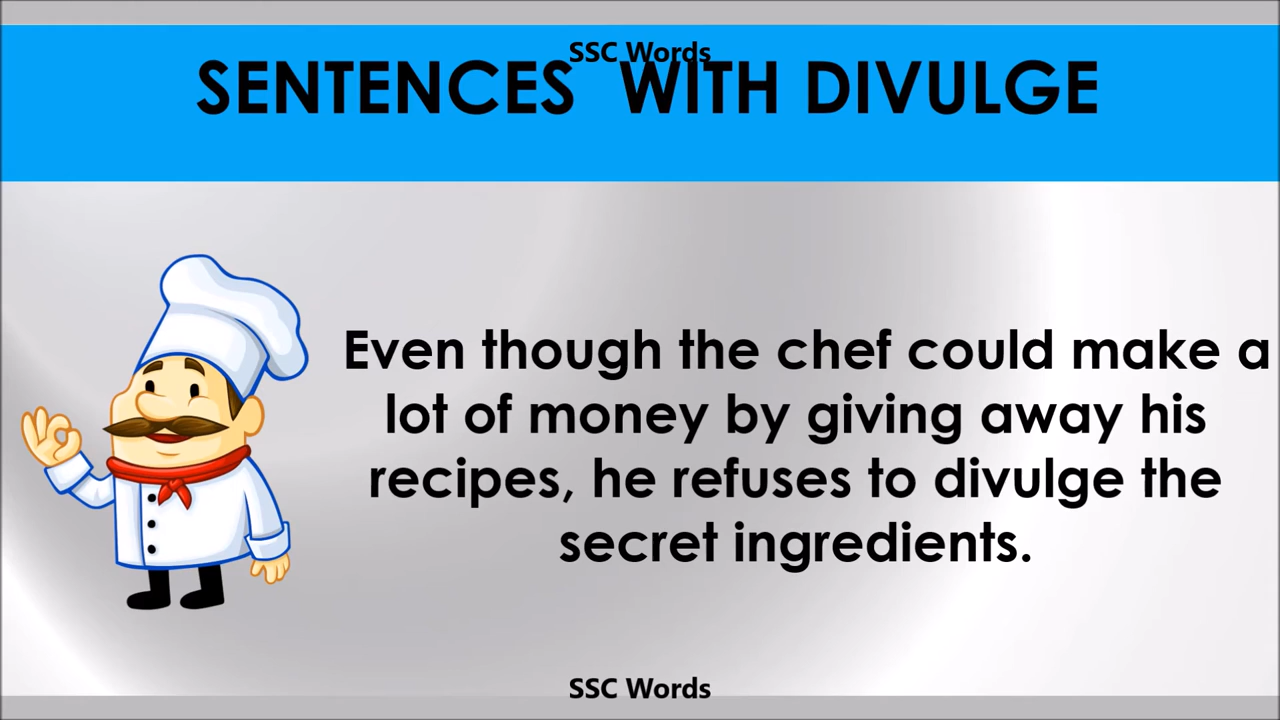 SSC Words
SENTENCES WITH DIVULGE
Even though the chef could make a
lot of money by giving away his
recipes, he refuses to divulge the
secret ingredients.
SSC Words